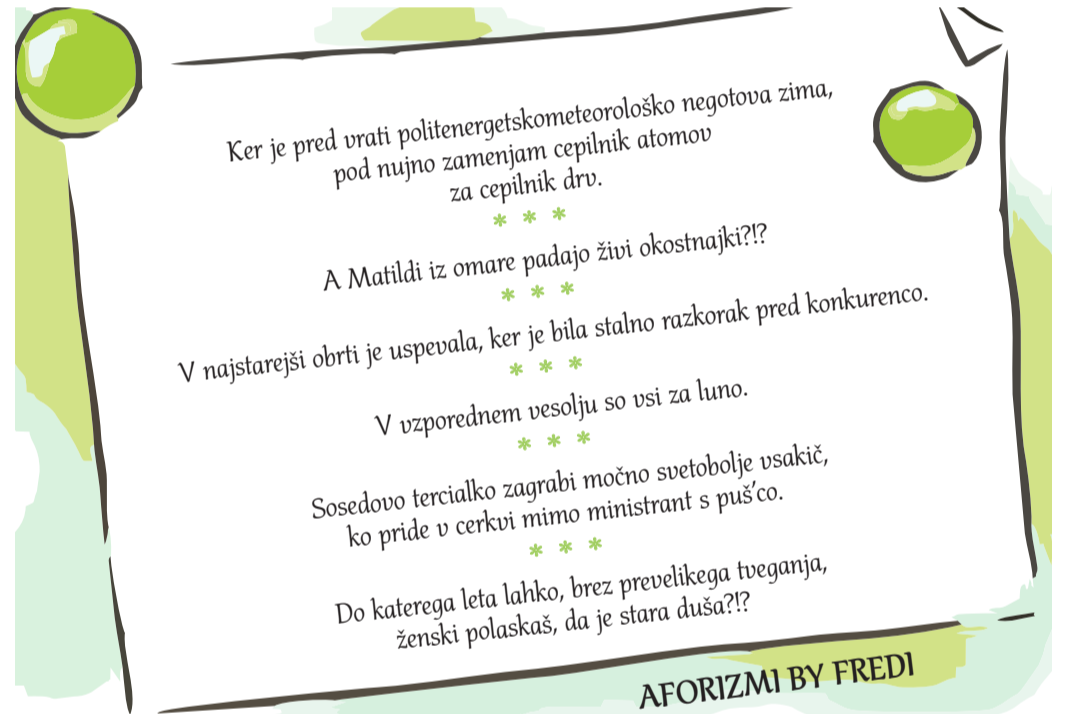 Ker je pred vrati politenergetskometeorološko negotova zima,
pod nujno zamenjam cepilnik atomov
za cepilnik drv.
* * *
A Matildi iz omare padajo živi okostnajki?!?
* * *
V najstarejši obrti je uspevala, ker je bila stalno razkorak pred konkurenco.
* * *
V vzporednem vesolju so vsi za luno.
* * *
Sosedovo tercialko zagrabi močno svetobolje vsakič,
ko pride v cerkvi mimo ministrant s puš'co.
* * *
Do katerega leta lahko, brez prevelikega tveganja,
ženski polaskaš, da je stara duša?!?
AFORIZMI BY FREDI